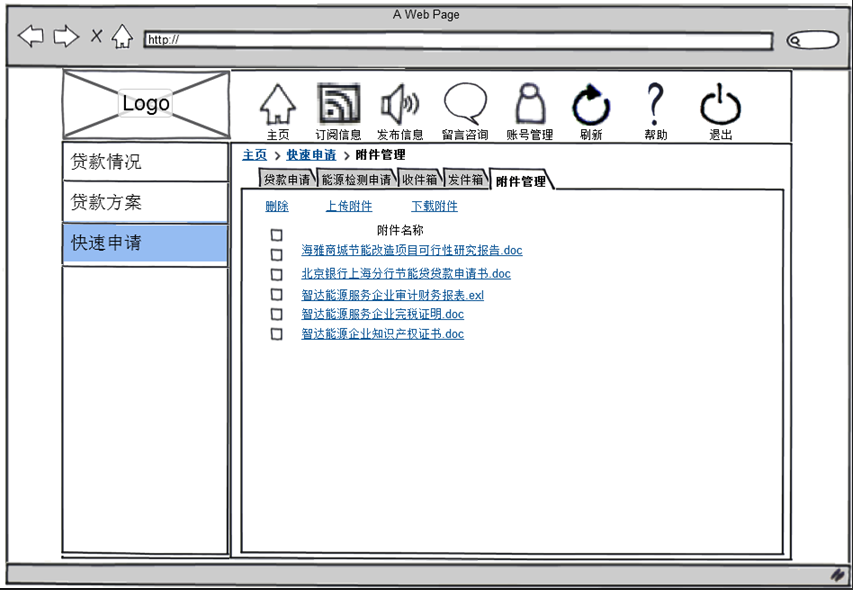 A Web Page
http://
Logo
主页 订阅信息 发布信息 留言咨询 账号管理 刷新 帮助 退出
贷款情况
贷款方案
快速申请
主页 > 快速申请 > 附件管理
贷款申请 能源检测申请 收件箱 发件箱 附件管理
删除 上传附件 下载附件
附件名称
海雅商城节能改造项目可行性研究报告.doc
北京银行上海分行节能贷贷款申请书.doc
智达能源服务企业审计财务报表.exl
智达能源服务企业完税证明.doc
智达能源企业知识产权证书.doc